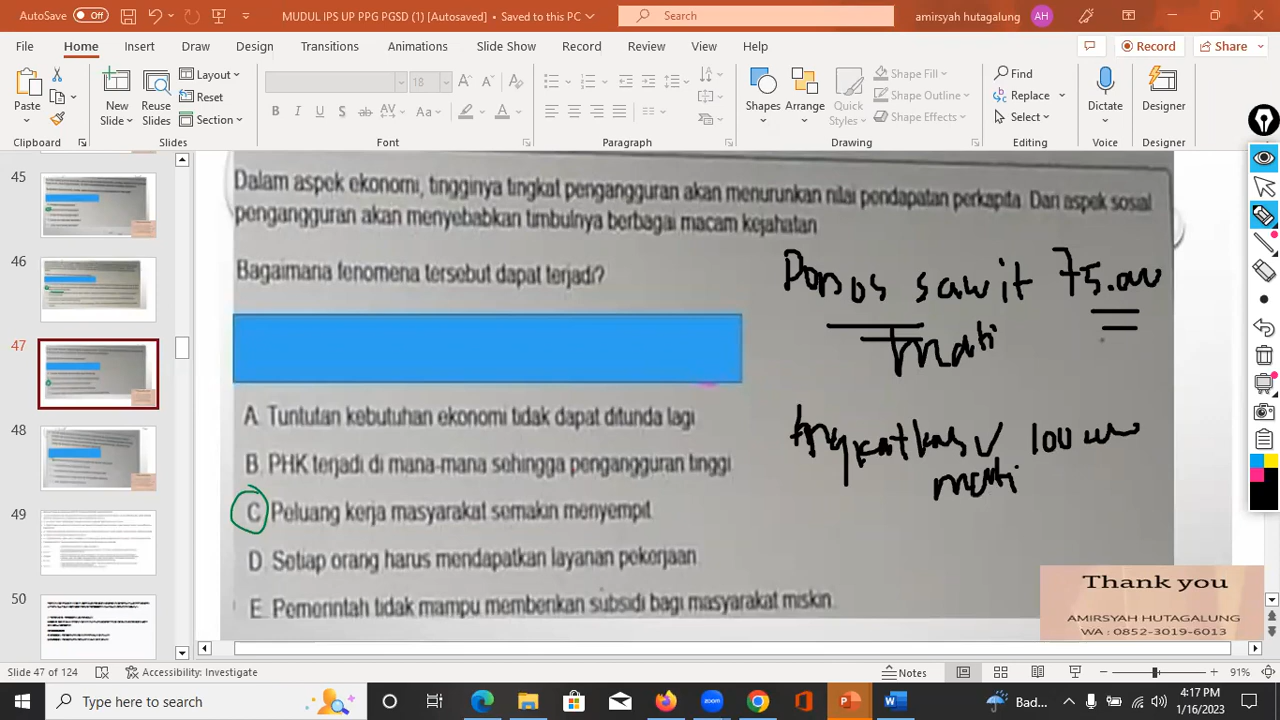 AutoSave Off MUDUL IPS UP PPG PGSD (1) [Autosaved] • Saved to this PC Search amirsyah hutagalung AH
File Home Insert Draw Design Transitions Animations Slide Show Record Review View Help Record Share
Paste New Slide Reuse Slides Layout Reset Section 18 Shapes Arrange Quick Styles Shape Fill Shape Outline Shape Effects Find Replace Select Dictate Designer
Clipboard Slides Font Paragraph Drawing Editing Voice Designer
45
46
47
48
49
50
Dalam aspek ekonomi, tingginya tingkat pengangguran akan menurunkan nilai pendapatan perkapita. Dari aspek sosial
pengangguran akan menyebabkan timbulnya berbagai macam kejahatan
Bagaimana fenomena tersebut dapat terjadi?
sawit 75.000
mati
100
mati
A. Tuntutan kebutuhan ekonomi tidak dapat ditunda lagi
B. PHK terjadi di mana-mana sehingga pengangguran tinggi
C. Peluang kerja masyarakat semakin menyempit
D. Setiap orang harus mendapatkan layanan pekerjaan
E. Pemerintah tidak mampu memberikan subsidi bagi masyarakat miskin.
Thank you
AMIRSYAH HUTAGALUNG
WA : 0852-3019-6013
Slide 47 of 124 Accessibility: Investigate Notes 91%
Type here to search Bad... 4:17 PM
1/16/2023